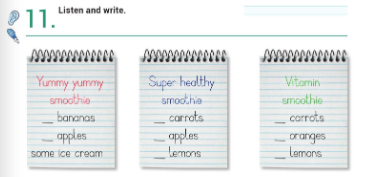 11. Listen and write.
Yummy yummy
smoothie
__ bananas
__ apples
some ice cream
Super healthy
smoothie
__ carrots
__ apples
__ lemons
Vitamin
smoothie
__ carrots
__ oranges
__ lemons